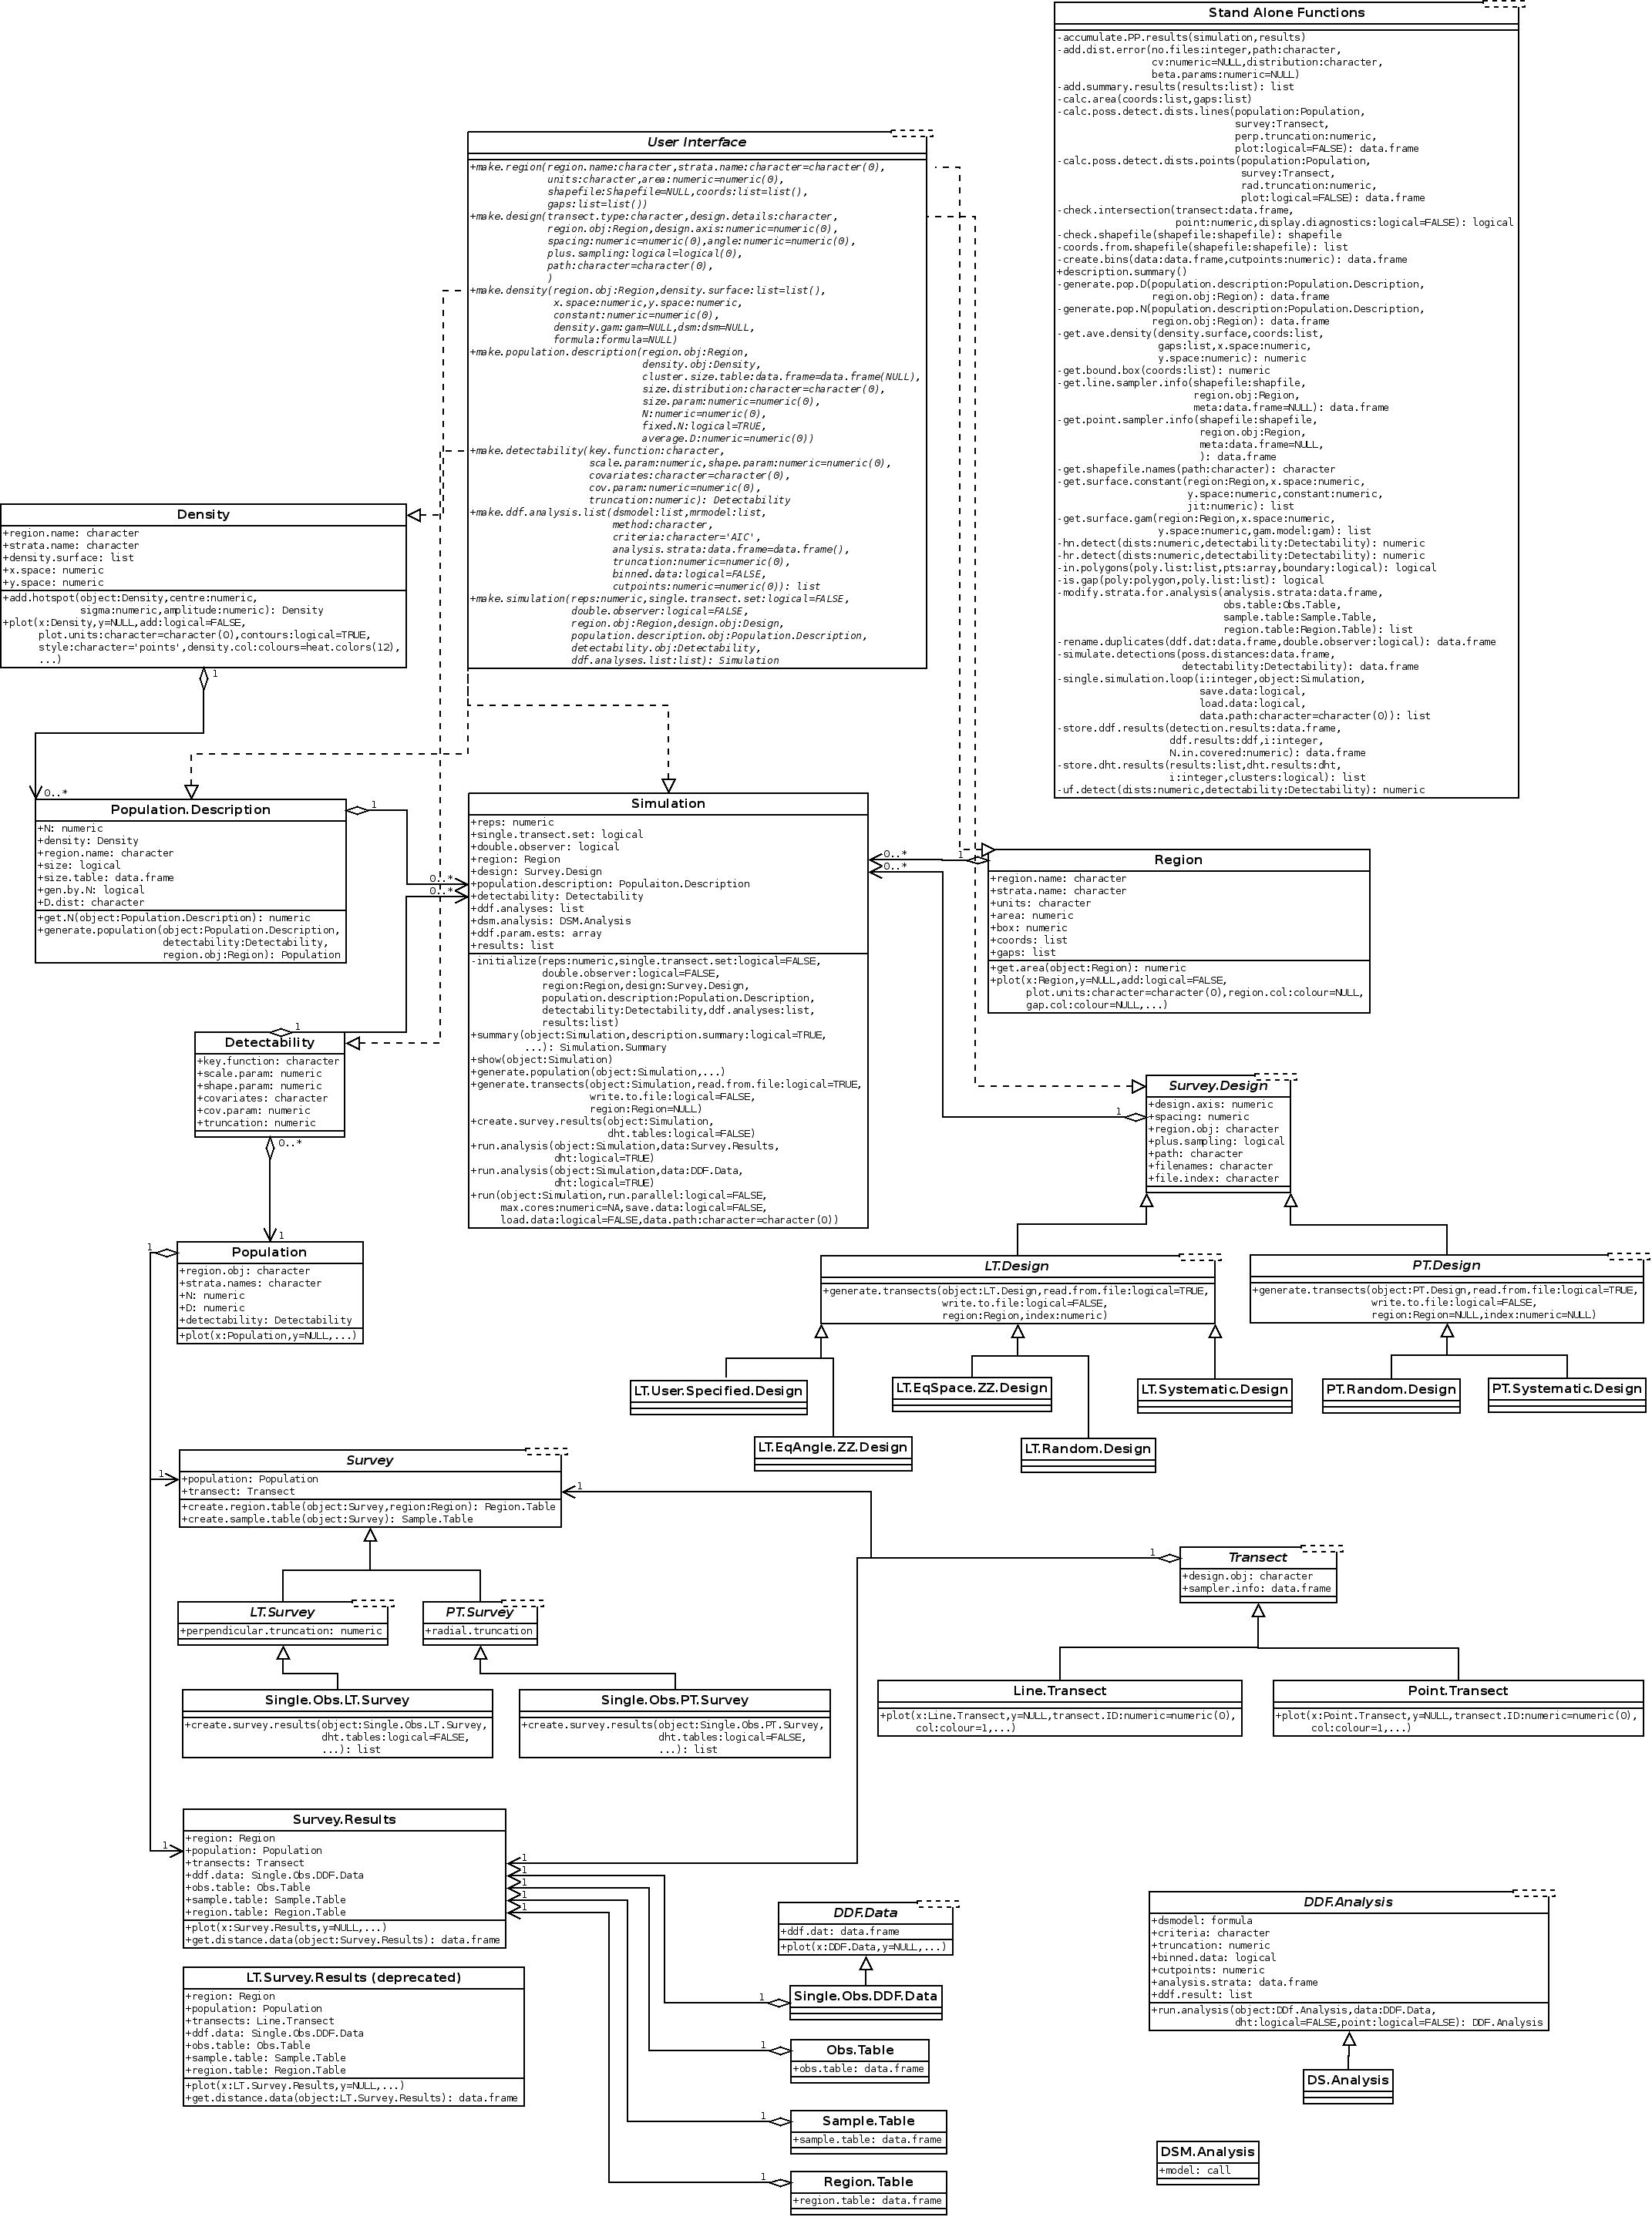 Stand Alone Functions
-accumulate.PP.results(simulation,results)
-add.dist.error(no.files:integer,path:character,
cv:numeric=NULL,distribution:character,
beta.params:numeric=NULL)
-add.summary.results(results:list): list
-calc.area(coords:list,gaps:list)
-calc.poss.detect.dists.lines(population:Population,
survey:Transect,
perp.truncation:numeric,
plot:logical=FALSE): data.frame
-calc.poss.detect.dists.points(population:Population,
survey:Transect,
rad.truncation:numeric,
plot:logical=FALSE): data.frame
-check.intersection(transect:data.frame,
point:numeric,display.diagnostics:logical=FALSE): logical
-check.shapefile(shapefile:shapefile): shapefile
-coords.from.shapefile(shapefile:shapefile): list
-create.bins(data:data.frame,cutpoints:numeric): data.frame
+description.summary()
-generate.pop.D(population.description:Population.Description,
region.obj:Region): data.frame
-generate.pop.N(population.description:Population.Description,
region.obj:Region): data.frame
-get.ave.density(density.surface,coords:list,
gaps:list,x.space:numeric,
y.space:numeric): numeric
-get.bound.box(coords:list): numeric
-get.line.sampler.info(shapefile:shapfile,
region.obj:Region,
meta:data.frame=NULL): data.frame
-get.point.sampler.info(shapefile:shapefile,
region.obj:Region,
meta:data.frame=NULL,
): data.frame
-get.shapefile.names(path:character): character
-get.surface.constant(region:Region,x.space:numeric,
y.space:numeric,constant:numeric,
jit:numeric): list
-get.surface.gam(region:Region,x.space:numeric,
y.space:numeric,gam.model:gam): list
-hn.detect(dists:numeric,detectability:Detectability): numeric
-hr.detect(dists:numeric,detectability:Detectability): numeric
-in.polygons(poly.list:list,pts:array,boundary:logical): logical
-is.gap(poly:polygon,poly.list:list): logical
-modify.strata.for.analysis(analysis.strata:data.frame,
obs.table:Obs.Table,
sample.table:Sample.Table,
region.table:Region.Table): list
-rename.duplicates(ddf.dat:data.frame,double.observer:logical): data.frame
-simulate.detections(poss.distances:data.frame,
detectability:Detectability): data.frame
-single.simulation.loop(i:integer,object:Simulation,
save.data:logical,
load.data:logical,
data.path:character=character(0)): list
-store.ddf.results(detection.results:data.frame,
ddf.results:ddf,i:integer,
N.in.covered:numeric): data.frame
-store.dht.results(results:list,dht.results:dht,
i:integer,clusters:logical): list
-uf.detect(dists:numeric,detectability:Detectability): numeric
User Interface
+make.region(region.name:character,strata.name:character=character(0),
units:character,area:numeric=numeric(0),
shapefile:Shapefile=NULL,coords:list=list(),
gaps:list=list())
+make.design(transect.type:character,design.details:character,
region.obj:Region,design.axis:numeric=numeric(0),
spacing:numeric=numeric(0),angle:numeric=numeric(0),
plus.sampling:logical=logical(0),
path:character=character(0),
)
+make.density(region.obj:Region,density.surface:list=list(),
x.space:numeric,y.space:numeric,
constant:numeric=numeric(0),
density.gam:gam=NULL,dsm:dsm=NULL,
formula:formula=NULL)
+make.population.description(region.obj:Region,
density.obj:Density,
cluster.size.table:data.frame=data.frame(NULL),
size.distribution:character=character(0),
size.param:numeric=numeric(0),
N:numeric=numeric(0),
fixed.N:logical=TRUE,
average.D:numeric=numeric(0))
+make.detectability(key.function:character,
scale.param:numeric,shape.param:numeric=numeric(0),
covariates:character=character(0),
cov.param:numeric=numeric(0),
truncation:numeric): Detectability
+make.ddf.analysis.list(dsmodel:list,mrmodel:list,
method:character,
criteria:character='AIC',
analysis.strata:data.frame=data.frame(),
truncation:numeric=numeric(0),
binned.data:logical=FALSE,
cutpoints:numeric=numeric(0)): list
+make.simulation(reps:numeric,single.transect.set:logical=FALSE,
double.observer:logical=FALSE,
region.obj:Region,design.obj:Design,
population.description.obj:Population.Description,
detectability.obj:Detectability,
ddf.analyses.list:list): Simulation
Density
+region.name: character
+strata.name: character
+density.surface: list
+x.space: numeric
+y.space: numeric
+add.hotspot(object:Density,centre:numeric,
sigma:numeric,amplitude:numeric): Density
+plot(x:Density,y=NULL,add:logical=FALSE,
plot.units:character=character(0),contours:logical=TRUE,
style:character='points',density.col:colours=heat.colors(12),
...)
1
0..*
Population.Description
+N: numeric
+density: Density
+region.name: character
+size: logical
+size.table: data.frame
+gen.by.N: logical
+D.dist: character
+get.N(object:Population.Description): numeric
+generate.population(object:Population.Description,
detectability:Detectability,
region.obj:Region): Population
1
0..*
0..*
Simulation
+reps: numeric
+single.transect.set: logical
+double.observer: logical
+region: Region
+design: Survey.Design
+population.description: Populaiton.Description
+detectability: Detectability
+ddf.analyses: list
+dsm.analysis: DSM.Analysis
+ddf.param.ests: array
+results: list
-initialize(reps:numeric,single.transect.set:logical=FALSE,
double.observer:logical=FALSE,
region:Region,design:Survey.Design,
population.description:Population.Description,
detectability:Detectability,ddf.analyses:list,
results:list)
+summary(object:Simulation,description.summary:logical=TRUE,
...): Simulation.Summary
+show(object:Simulation)
+generate.population(object:Simulation,...)
+generate.transects(object:Simulation,read.from.file:logical=TRUE,
write.to.file:logical=FALSE,
region:Region=NULL)
+create.survey.results(object:Simulation,
dht.tables:logical=FALSE)
+run.analysis(object:Simulation,data:Survey.Results,
dht:logical=TRUE)
+run.analysis(object:Simulation,data:DDF.Data,
dht:logical=TRUE)
+run(object:Simulation,run.parallel:logical=FALSE,
max.cores:numeric=NA,save.data:logical=FALSE,
load.data:logical=FALSE,data.path:character=character(0))
0..*
0..*
1
Region
+region.name: character
+strata.name: character
+units: character
+area: numeric
+box: numeric
+coords: list
+gaps: list
+get.area(object:Region): numeric
+plot(x:Region,y=NULL,add:logical=FALSE,
plot.units:character=character(0),region.col:colour=NULL,
gap.col:colour=NULL,...)
1
Detectability
+key.function: character
+scale.param: numeric
+shape.param: numeric
+covariates: character
+cov.param: numeric
+truncation: numeric
0..*
1
1
Survey.Design
+design.axis: numeric
+spacing: numeric
+region.obj: character
+plus.sampling: logical
+path: character
+filenames: character
+file.index: character
1
Population
+region.obj: character
+strata.names: character
+N: numeric
+D: numeric
+detectability: Detectability
+plot(x:Population,y=NULL,...)
LT.Design
+generate.transects(object:LT.Design,read.from.file:logical=TRUE,
write.to.file:logical=FALSE,
region:Region,index:numeric)
PT.Design
+generate.transects(object:PT.Design,read.from.file:logical=TRUE,
write.to.file:logical=FALSE,
region:Region=NULL,index:numeric=NULL)
LT.User.Specified.Design
LT.EqSpace.ZZ.Design
LT.Systematic.Design
PT.Random.Design
PT.Systematic.Design
LT.EqAngle.ZZ.Design
LT.Random.Design
1
Survey
+population: Population
+transect: Transect
+create.region.table(object:Survey,region:Region): Region.Table
+create.sample.table(object:Survey): Sample.Table
1
1
Transect
+design.obj: character
+sampler.info: data.frame
LT.Survey
+perpendicular.truncation: numeric
PT.Survey
+radial.truncation
Single.Obs.LT.Survey
+create.survey.results(object:Single.Obs.LT.Survey,
dht.tables:logical=FALSE,
...): list
Single.Obs.PT.Survey
+create.survey.results(object:Single.Obs.PT.Survey,
dht.tables:logical=FALSE,
...): list
Line.Transect
+plot(x:Line.Transect,y=NULL,transect.ID:numeric=numeric(0),
col:colour=1,...)
Point.Transect
+plot(x:Point.Transect,y=NULL,transect.ID:numeric=numeric(0),
col:colour=1,...)
1
Survey.Results
+region: Region
+population: Population
+transects: Transect
+ddf.data: Single.Obs.DDF.Data
+obs.table: Obs.Table
+sample.table: Sample.Table
+region.table: Region.Table
+plot(x:Survey.Results,y=NULL,...)
+get.distance.data(object:Survey.Results): data.frame
1
1
1
1
1
LT.Survey.Results (deprecated)
+region: Region
+population: Population
+transects: Line.Transect
+ddf.data: Single.Obs.DDF.Data
+obs.table: Obs.Table
+sample.table: Sample.Table
+region.table: Region.Table
+plot(x:LT.Survey.Results,y=NULL,...)
+get.distance.data(object:LT.Survey.Results): data.frame
DDF.Data
+ddf.dat: data.frame
+plot(x:DDF.Data,y=NULL,...)
1
Single.Obs.DDF.Data
1
Obs.Table
+obs.table: data.frame
1
Sample.Table
+sample.table: data.frame
1
Region.Table
+region.table: data.frame
DDF.Analysis
+dsmodel: formula
+criteria: character
+truncation: numeric
+binned.data: logical
+cutpoints: numeric
+analysis.strata: data.frame
+ddf.result: list
+run.analysis(object:DDf.Analysis,data:DDF.Data,
dht:logical=FALSE,point:logical=FALSE): DDF.Analysis
DS.Analysis
DSM.Analysis
+model: call